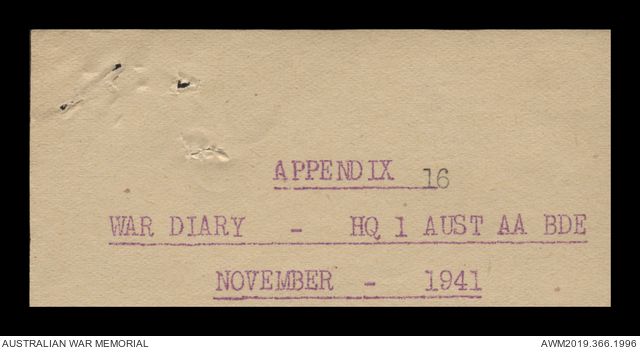 APPENDIX 16
WAR DIARY - HQ 1 AUST AA BDE
NOVEMBER - 1941
AUSTRALIAN WAR MEMORIAL AWM2019.366.1996